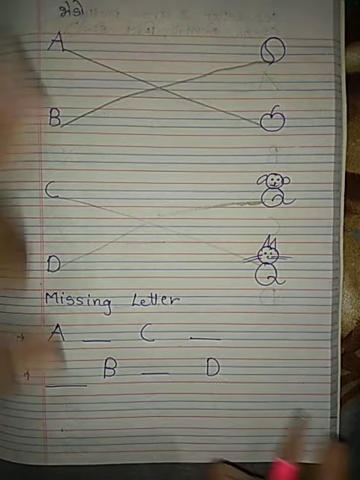 जोडो
A
B
C
D
Missing Letter
→ A __ C __
→ __ B __ D